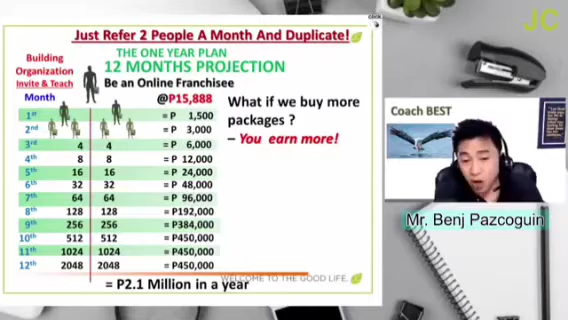 Just Refer 2 People A Month And Duplicate!
THE ONE YEAR PLAN
12 MONTHS PROJECTION
Be an Online Franchisee
@P15,888
Building
Organization
Invite & Teach
Month
1st = P 1,500
2nd = P 3,000
3rd 4 4 = P 6,000
4th 8 8 = P 12,000
5th 16 16 = P 24,000
6th 32 32 = P 48,000
7th 64 64 = P 96,000
8th 128 128 = P192,000
9th 256 256 = P384,000
10th 512 512 = P450,000
11th 1024 1024 = P450,000
12th 2048 2048 = P450,000
= P2.1 Million in a year
What if we buy more
packages ?
– You earn more!
WELCOME TO THE GOOD LIFE.
JC
Coach BEST
Mr. Benj Pazcoguin